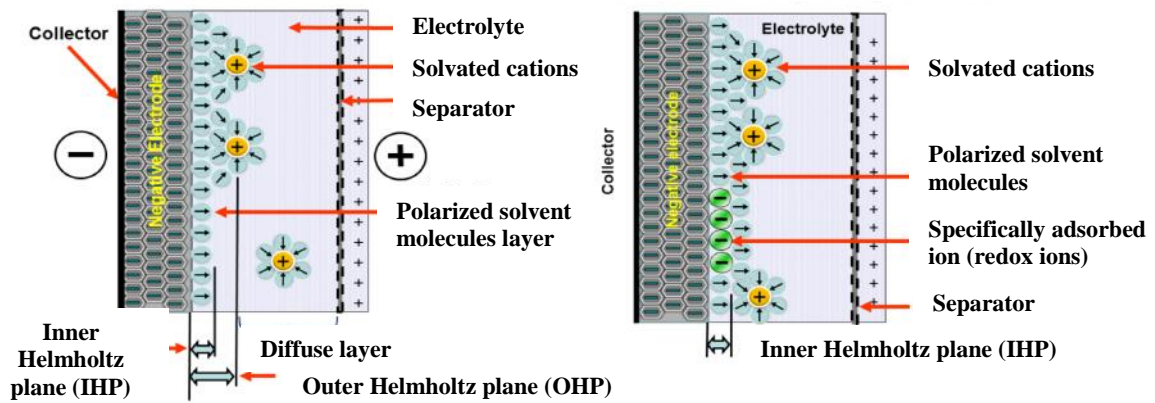 Collector
Negative Electrode
Electrolyte
Solvated cations
Separator
Polarized solvent
molecules layer
Inner
Helmholtz
plane (IHP)
Diffuse layer
Outer Helmholtz plane (OHP)
Collector
Negative electrode
Electrolyte
Solvated cations
Polarized solvent
molecules
Specifically adsorbed
ion (redox ions)
Separator
Inner Helmholtz plane (IHP)